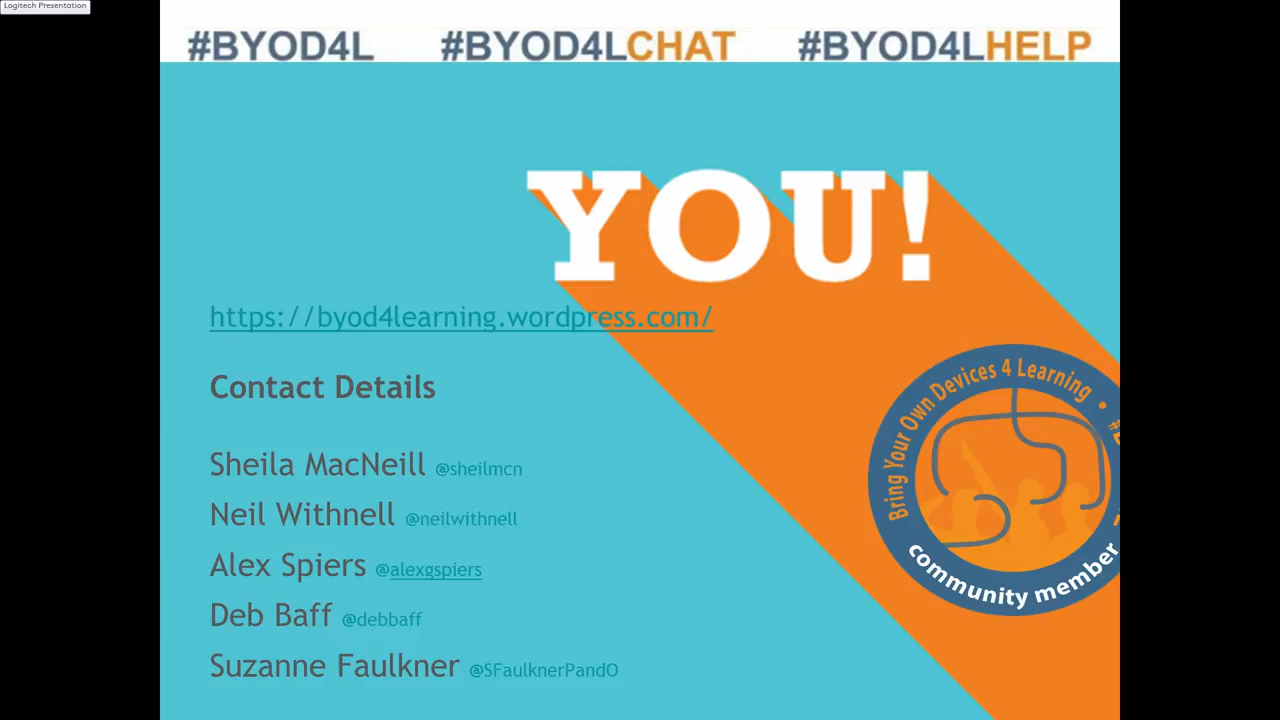 Logitech Presentation
#BYOD4L #BYOD4LCHAT #BYOD4LHELP
YOU!
https://byod4learning.wordpress.com/
Contact Details
Bring Your Own Devices 4 Learning •
community member
Sheila MacNeill @sheilmcn
Neil Withnell @neilwithnell
Alex Spiers @alexgspiers
Deb Baff @debbaff
Suzanne Faulkner @SFaulknerPandO